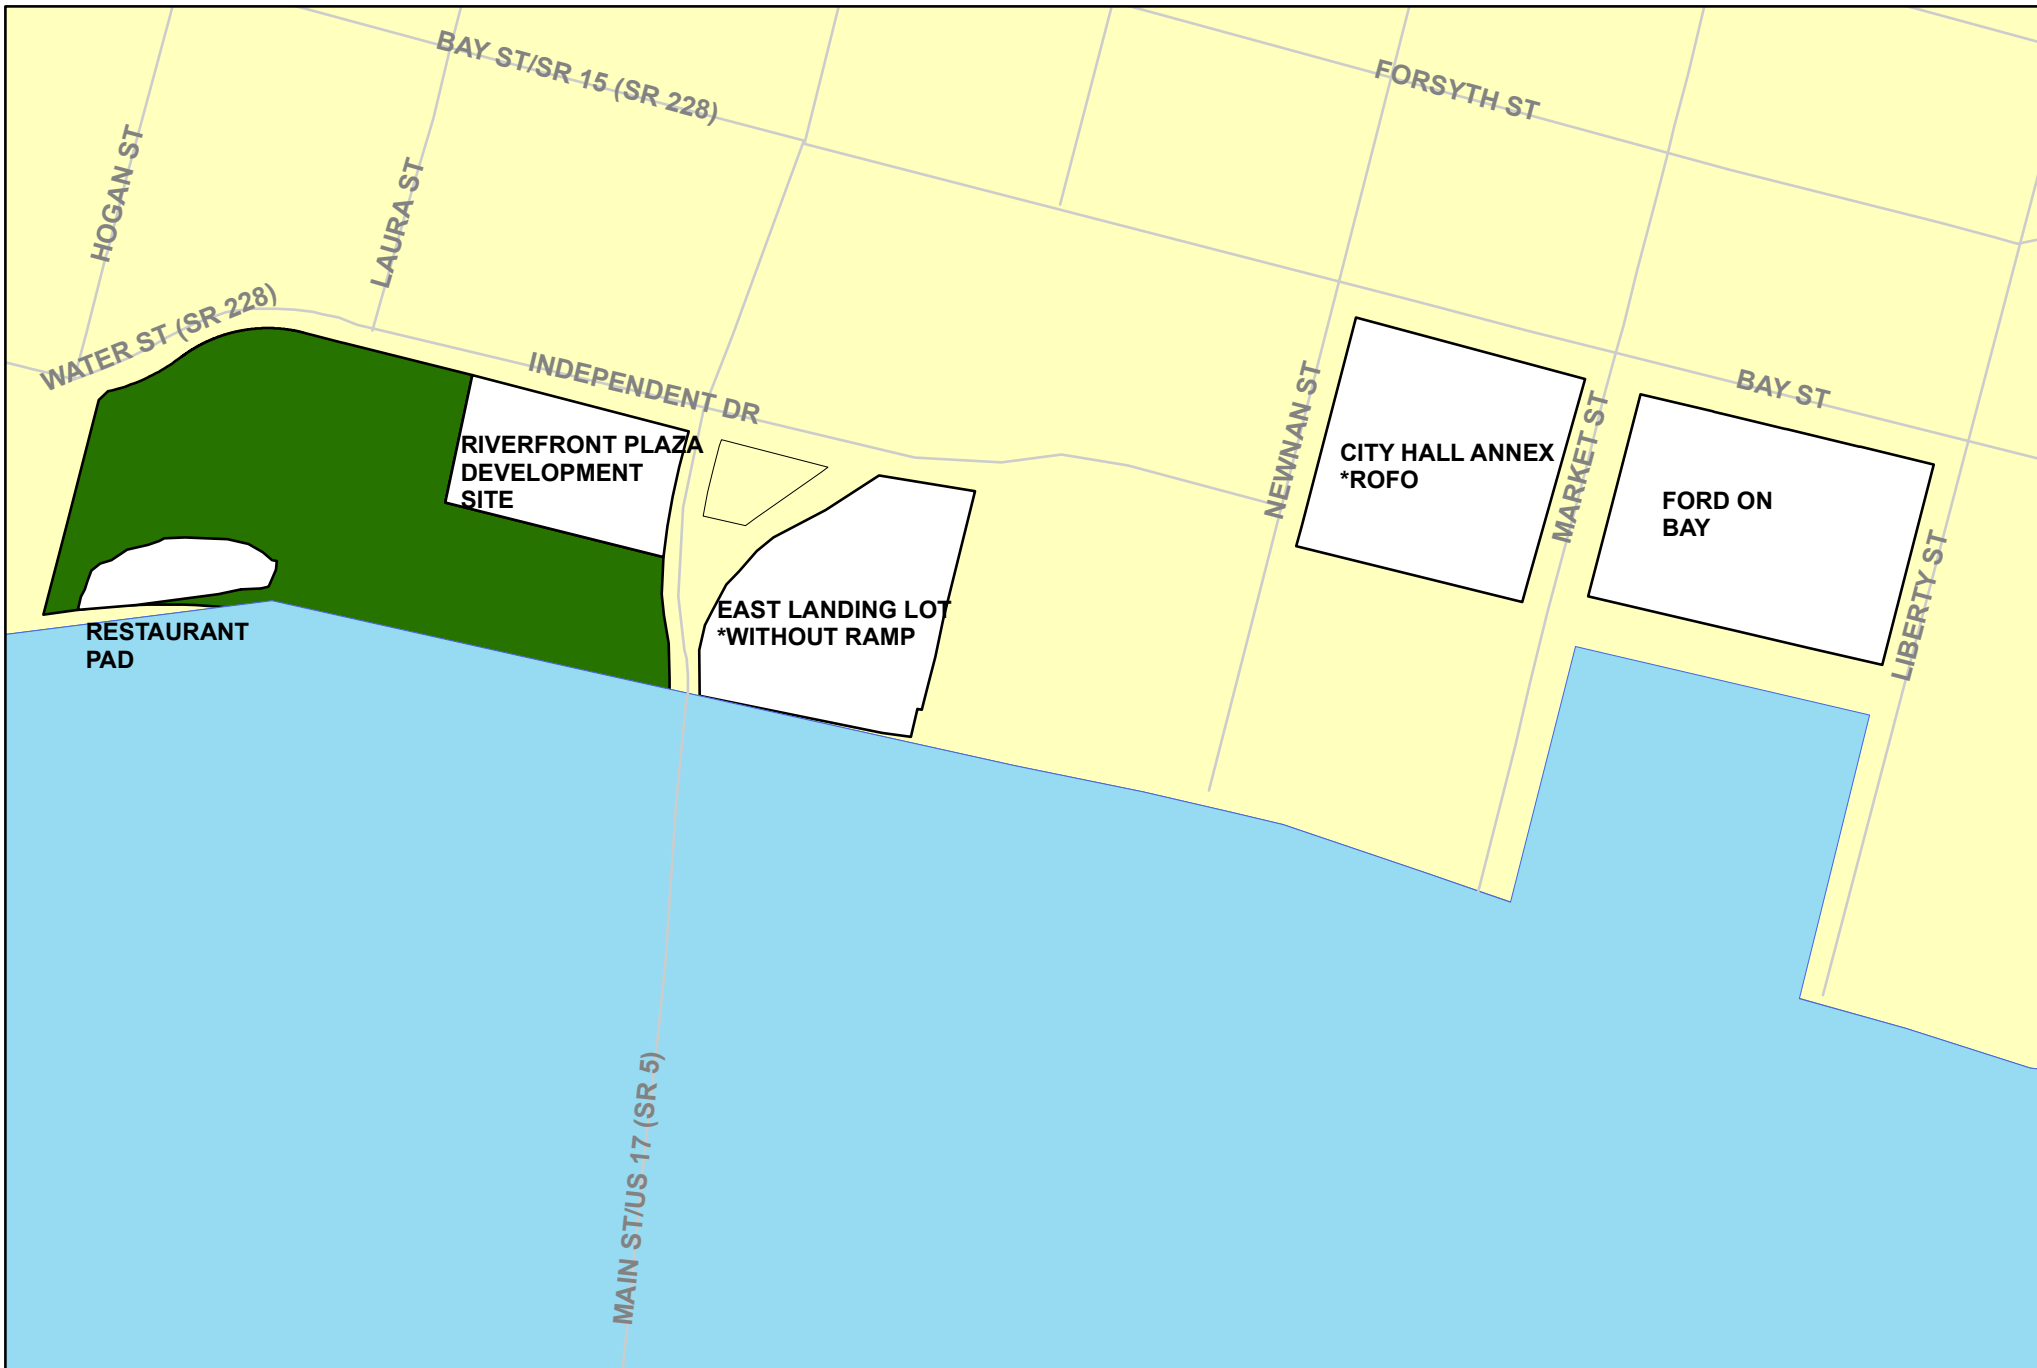 BAY ST/SR 15 (SR 228)
FORSYTH ST
HOGAN ST
LAURA ST
WATER ST (SR 228)
INDEPENDENT DR
NEWNAN ST
MARKET ST
BAY ST
LIBERTY ST
RIVERFRONT PLAZA
DEVELOPMENT
SITE
CITY HALL ANNEX
*ROFO
FORD ON
BAY
EAST LANDING LOT
*WITHOUT RAMP
RESTAURANT
PAD
MAIN ST/US 17 (SR 5)